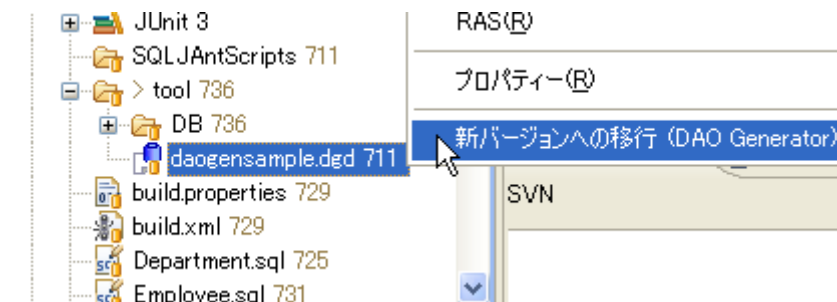 JUnit 3
SQLJAntScripts 711
> tool 736
DB 736
daogensample.dgd 711
build.properties 729
build.xml 729
Department.sql 725
Employee.sql 731
RAS(R)
プロパティー(R)
新バージョンへの移行 (DAO Generator)
SVN